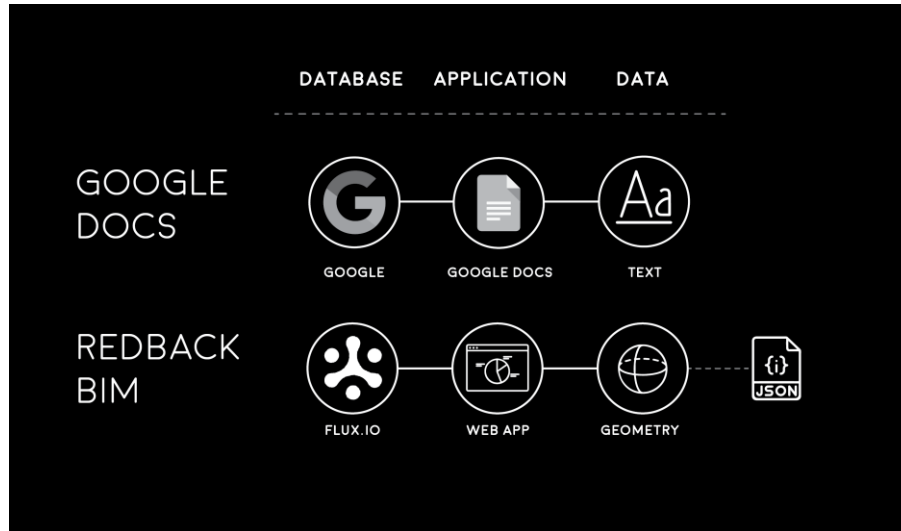 DATABASE APPLICATION DATA
GOOGLE
DOCS
G
Aa
GOOGLE GOOGLE DOCS TEXT
REDBACK
BIM
{i}
JSON
FLUX.IO WEB APP GEOMETRY